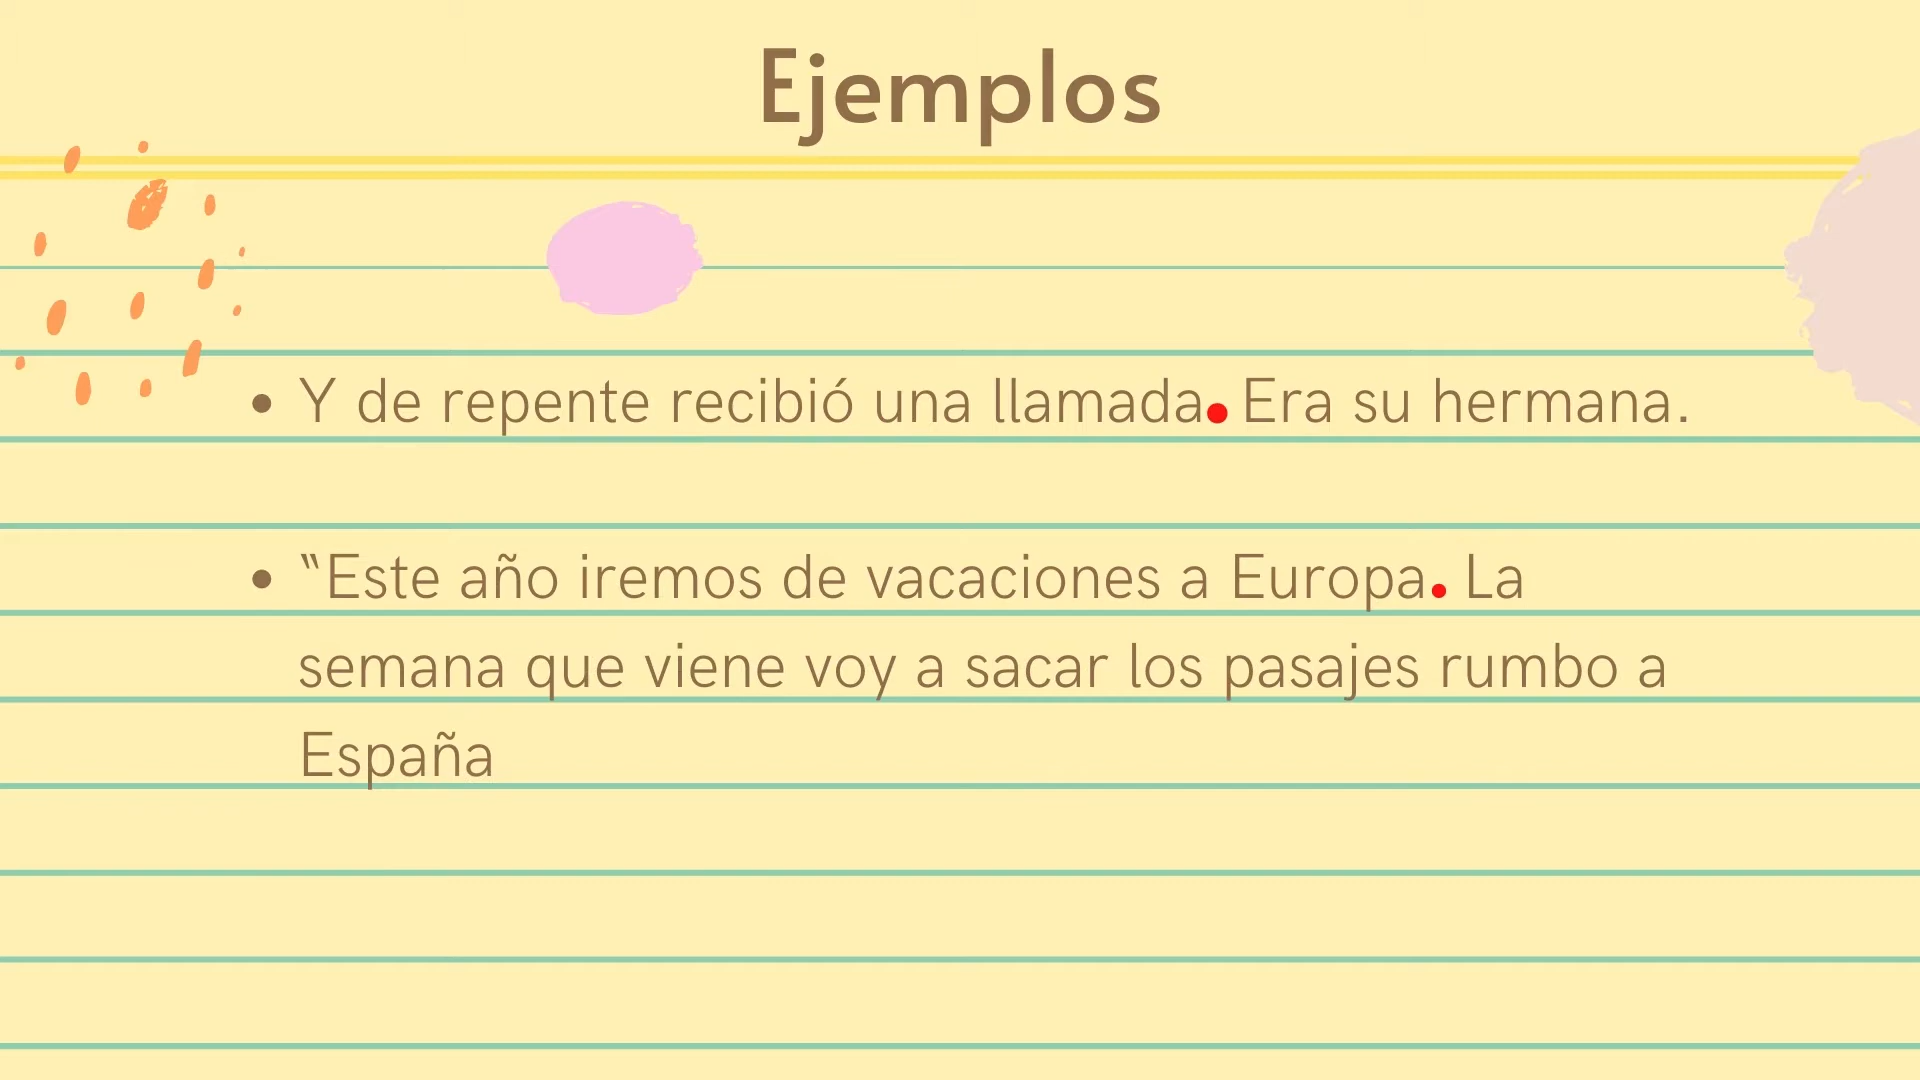 Ejemplos
• Y de repente recibió una llamada. Era su hermana.
• “Este año iremos de vacaciones a Europa. La
semana que viene voy a sacar los pasajes rumbo a
España